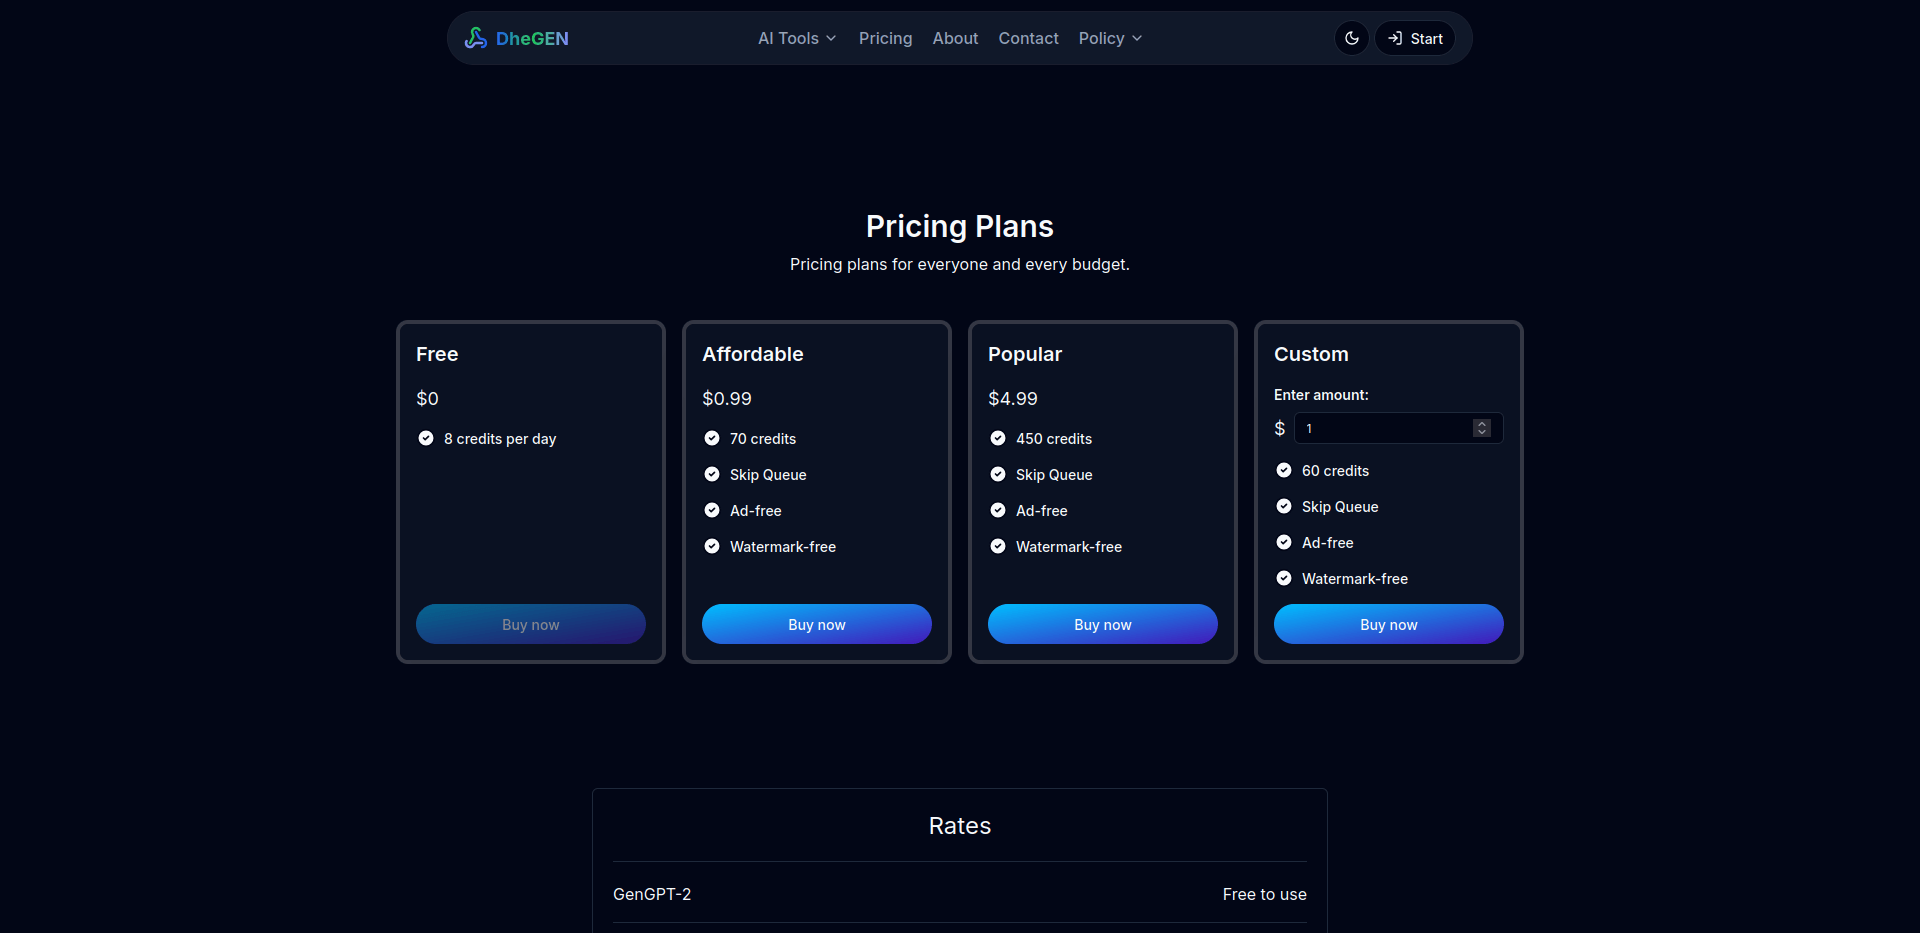 DheGEN
AI Tools
Pricing
About
Contact
Policy
Start
Pricing Plans
Pricing plans for everyone and every budget.
Free
$0
8 credits per day
Buy now
Affordable
$0.99
70 credits
Skip Queue
Ad-free
Watermark-free
Buy now
Popular
$4.99
450 credits
Skip Queue
Ad-free
Watermark-free
Buy now
Custom
Enter amount:
$ 1
60 credits
Skip Queue
Ad-free
Watermark-free
Buy now
Rates
GenGPT-2 Free to use